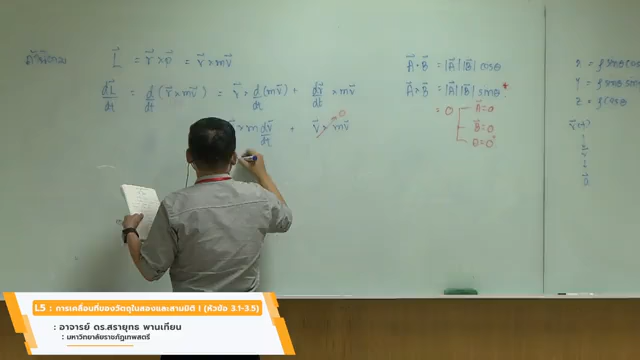 L⃗ = r⃗ × p⃗ = r⃗ × mv⃗
dL⃗/dt = d/dt (r⃗ × mv⃗) = r⃗ × d/dt (mv⃗) + dr⃗/dt × mv⃗
r⃗ × m dv⃗/dt + v⃗ × mv⃗ 0
A⃗ • B⃗ = |A⃗||B⃗| cosθ
A⃗ × B⃗ = |A⃗||B⃗| sinθ *
= 0
A⃗ = 0
B⃗ = 0
θ = 0°
L5 : การเคลื่อนที่ของวัตถุในสองและสามมิติ I (หัวข้อ 3.1-3.5)
: อาจารย์ ดร.สรายุทธ พานเทียน
: มหาวิทยาลัยราชภัฏเทพสตรี